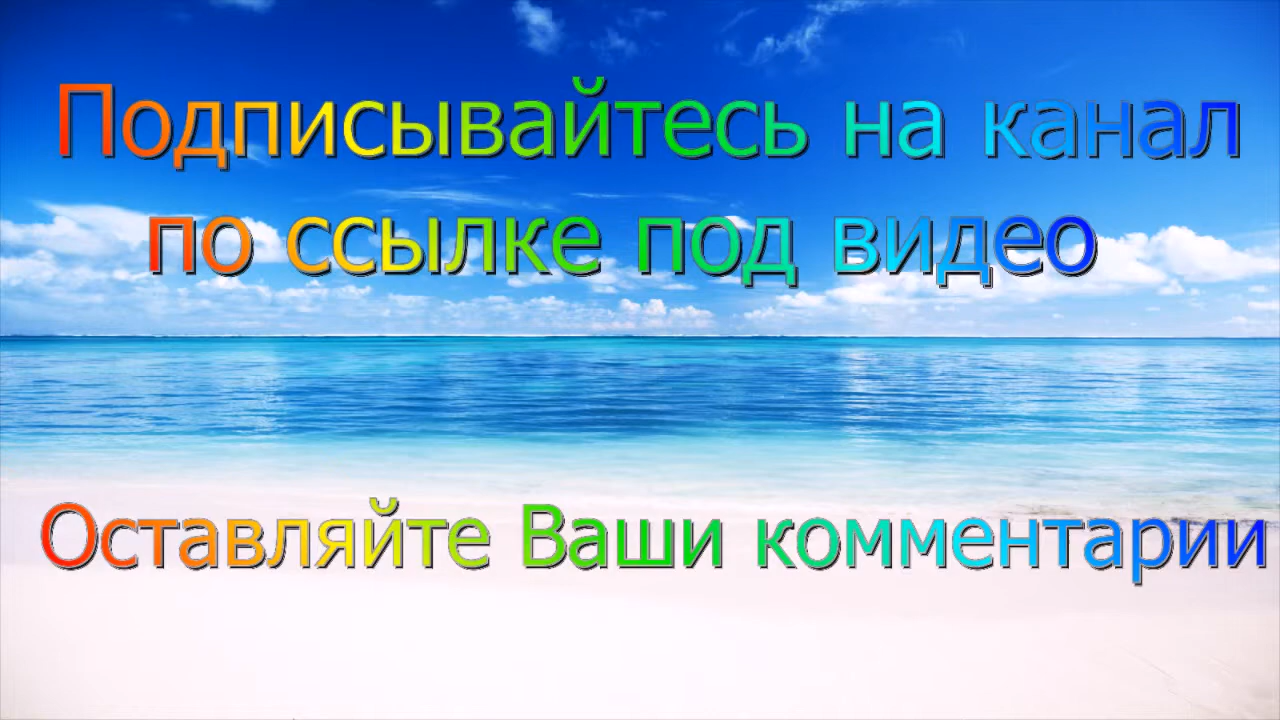 Подписывайтесь на канал
по ссылке под видео
Оставляйте Ваши комментарии